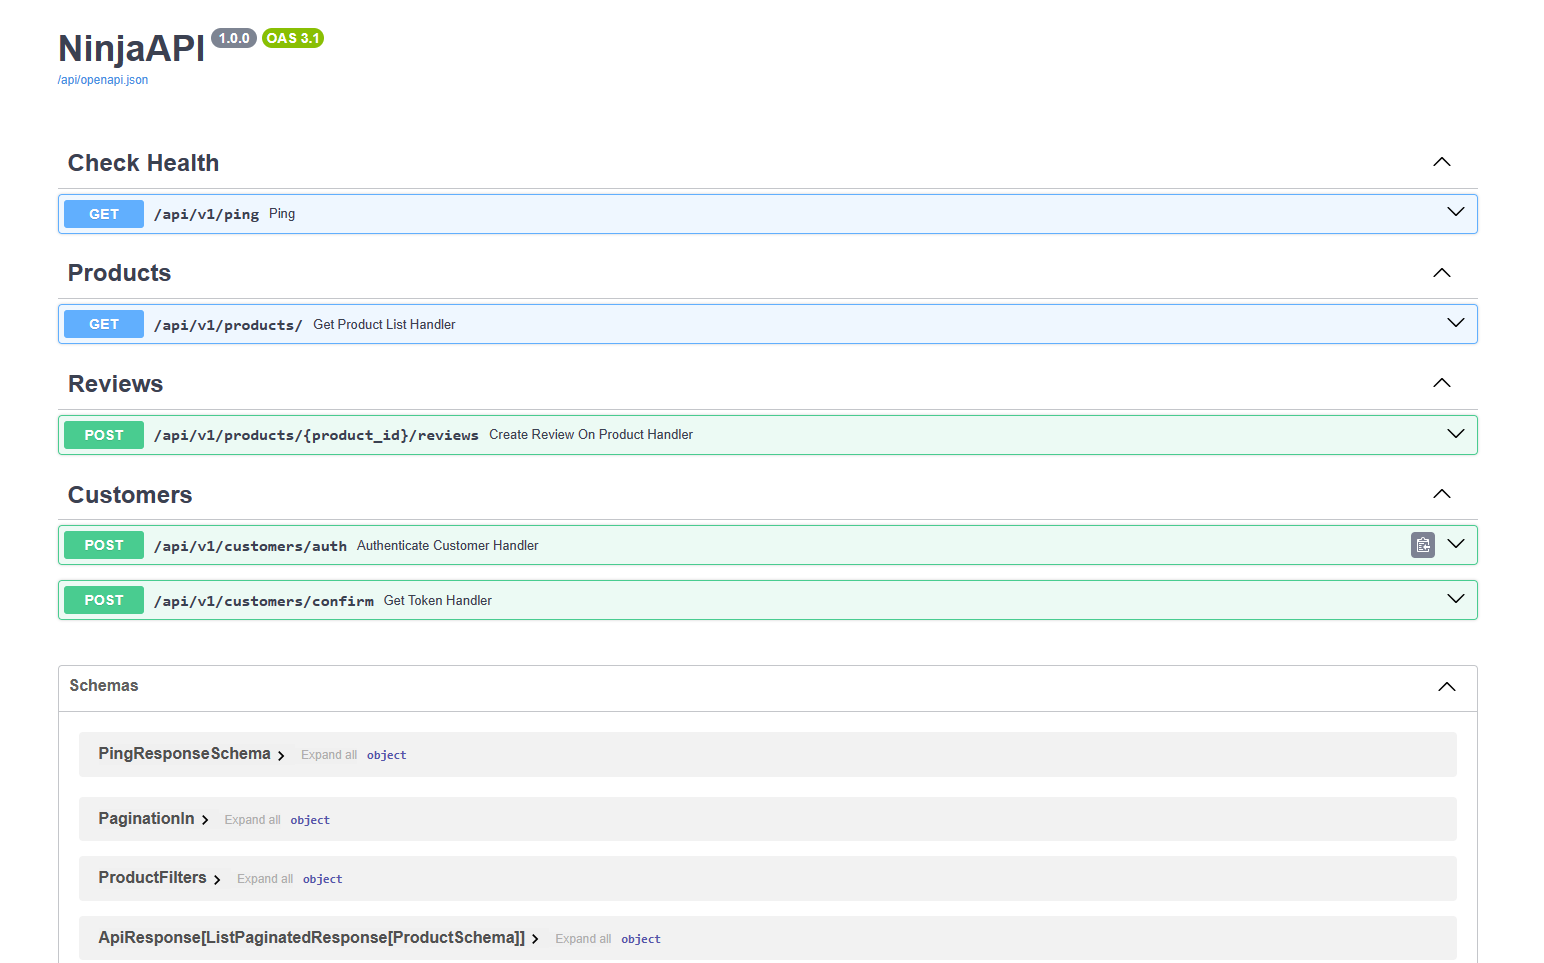 NinjaAPI 1.0.0 OAS 3.1
/api/openapi.json
Check Health
GET /api/v1/ping Ping
Products
GET /api/v1/products/ Get Product List Handler
Reviews
POST /api/v1/products/{product_id}/reviews Create Review On Product Handler
Customers
POST /api/v1/customers/auth Authenticate Customer Handler
POST /api/v1/customers/confirm Get Token Handler
Schemas
PingResponseSchema Expand all object
PaginationIn Expand all object
ProductFilters Expand all object
ApiResponse[ListPaginatedResponse[ProductSchema]] Expand all object